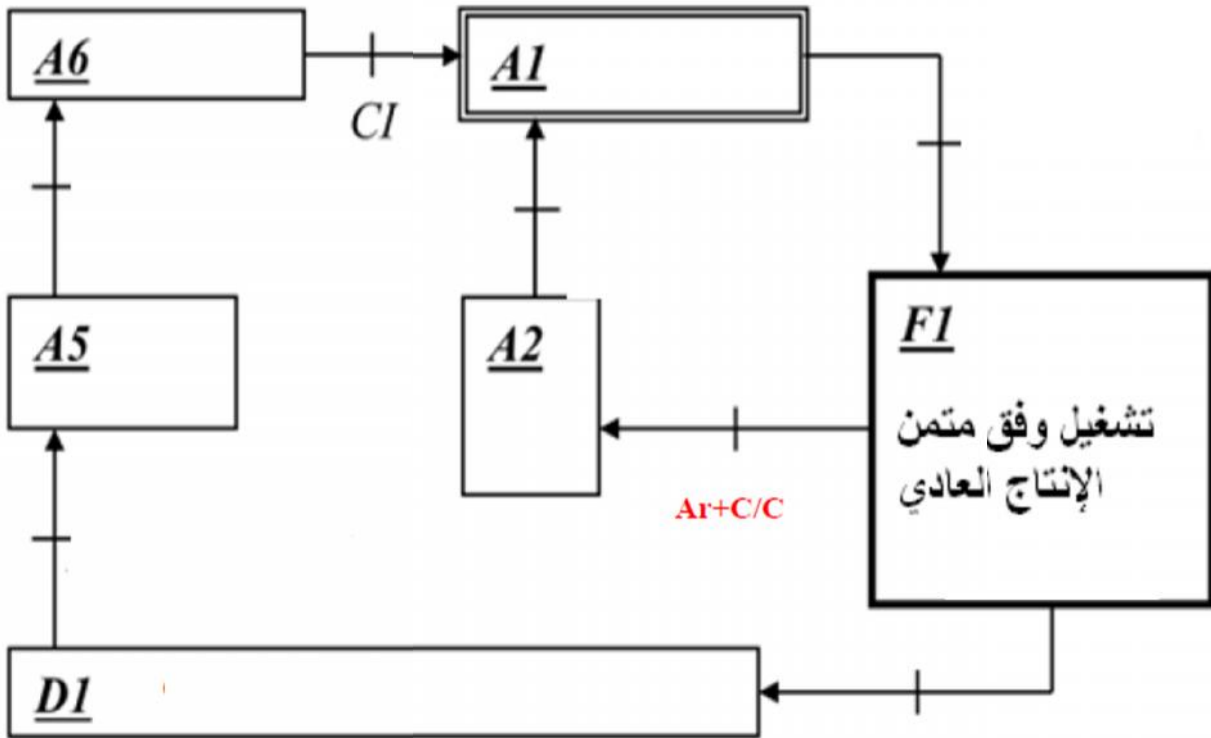 A6
A1
CI
A5
A2
F1
تشغيل وفق متمن
الإنتاج العادي
Ar+C/C
D1